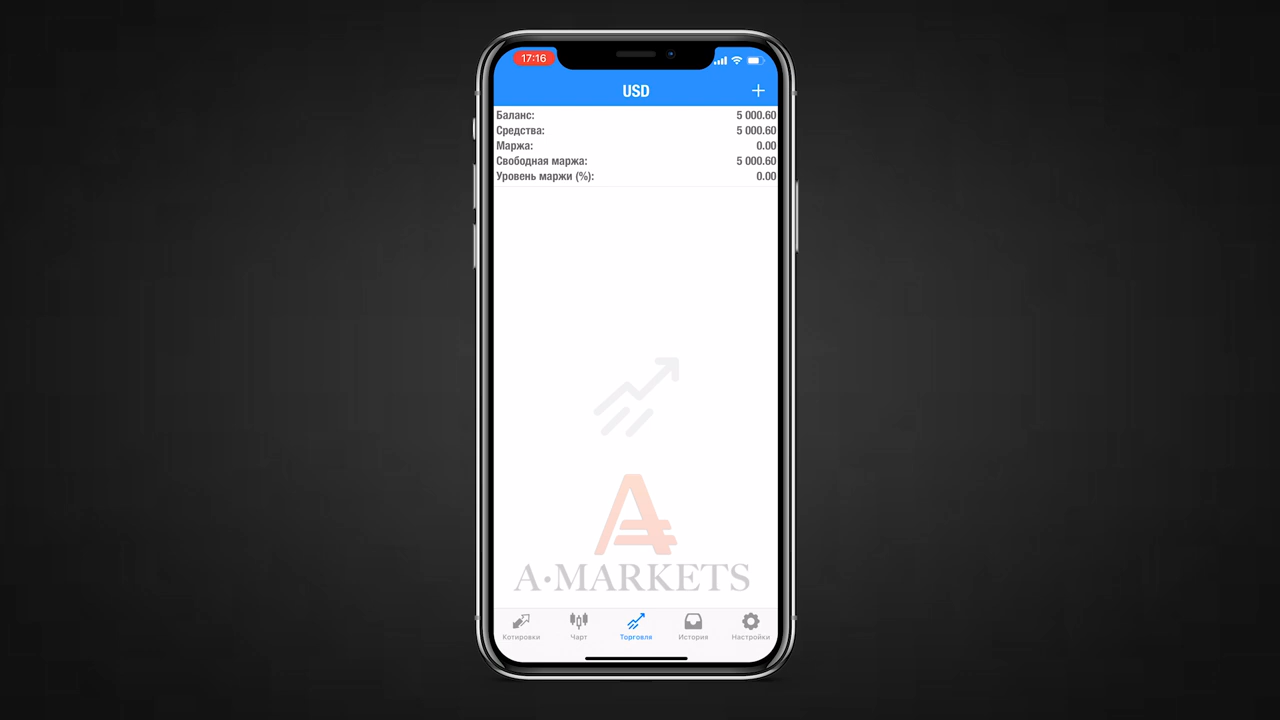 17:16
USD
Баланс: 5 000.60
Средства: 5 000.60
Маржа: 0.00
Свободная маржа: 5 000.60
Уровень маржи (%): 0.00
A·MARKETS
Котировки Чарт Торговля История Настройки